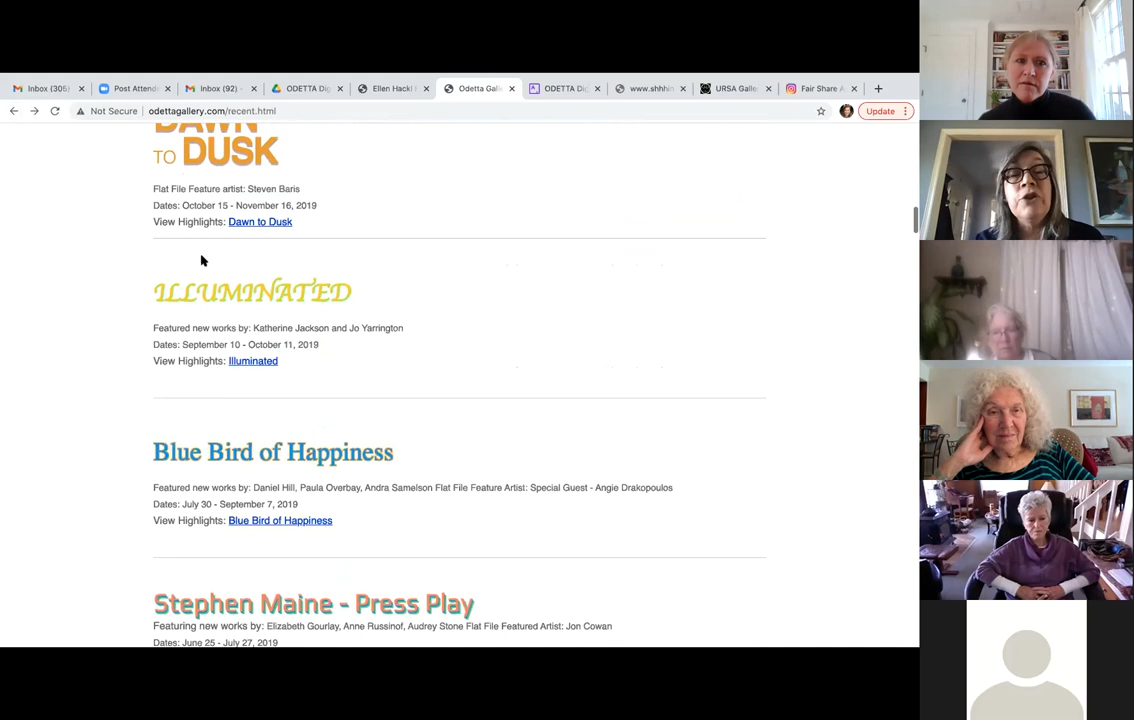 Inbox (305)
Post Attend
Inbox (92) -
ODETTA Dig
Ellen Hackl
Odetta Gall
ODETTA Dig
www.shhhin
URSA Galle
Fair Share A
Not Secure
odettagallery.com/recent.html
Update
DAWN
TO DUSK
Flat File Feature artist: Steven Baris
Dates: October 15 - November 16, 2019
View Highlights: Dawn to Dusk
ILLUMINATED
Featured new works by: Katherine Jackson and Jo Yarrington
Dates: September 10 - October 11, 2019
View Highlights: Illuminated
Blue Bird of Happiness
Featured new works by: Daniel Hill, Paula Overbay, Andra Samelson Flat File Feature Artist: Special Guest - Angie Drakopoulos
Dates: July 30 - September 7, 2019
View Highlights: Blue Bird of Happiness
Stephen Maine - Press Play
Featuring new works by: Elizabeth Gourlay, Anne Russinof, Audrey Stone Flat File Featured Artist: Jon Cowan
Dates: June 25 - July 27, 2019